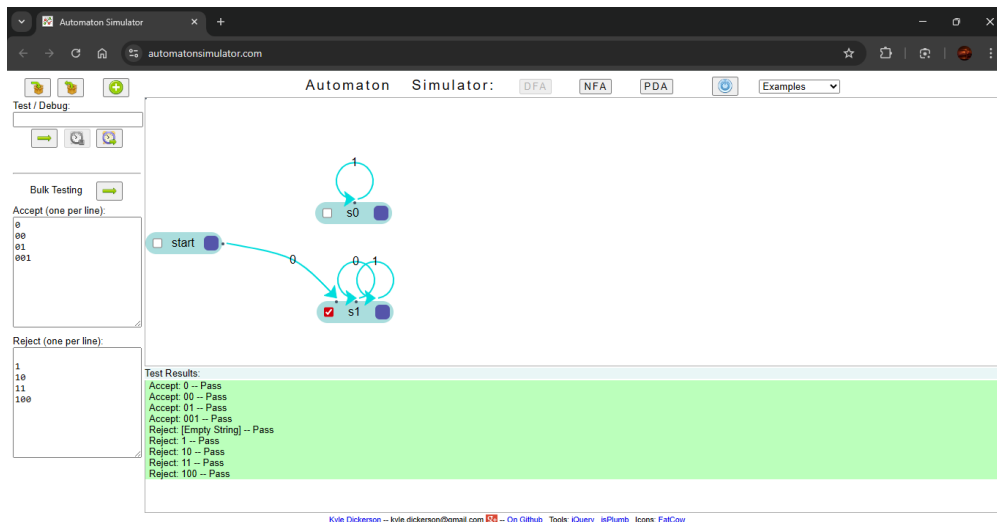 Automaton Simulator
automatonsimulator.com
Automaton Simulator: DFA NFA PDA Examples
Test / Debug:
Bulk Testing
Accept (one per line):
0
00
01
001
Reject (one per line):
1
10
11
100
1
s0
start
0
0 1
s1
Test Results:
Accept: 0 -- Pass
Accept: 00 -- Pass
Accept: 01 -- Pass
Accept: 001 -- Pass
Reject: [Empty String] -- Pass
Reject: 1 -- Pass
Reject: 10 -- Pass
Reject: 11 -- Pass
Reject: 100 -- Pass
Kyle Dickerson -- kyle.dickerson@gmail.com -- On Github Tools: jQuery jsPlumb Icons: FatCow